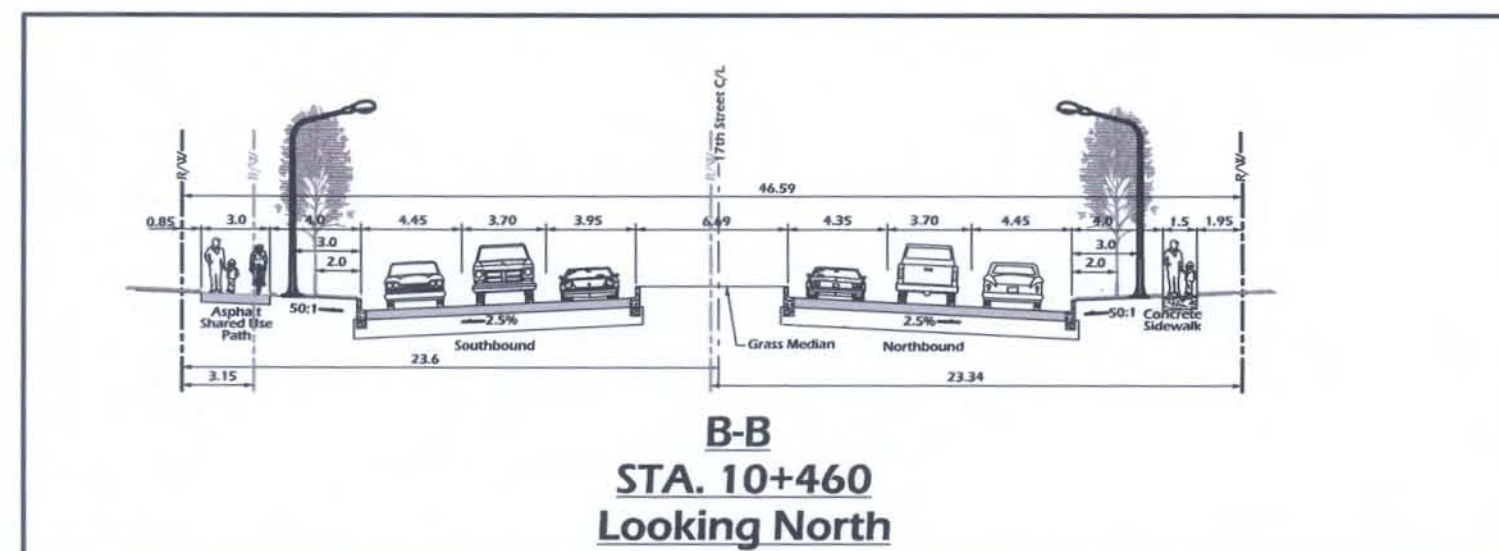 17th Street C/L
R/W
R/W
R/W
R/W
46.59
0.85 3.0 4.0 4.45 3.70 3.95 6.69 4.35 3.70 4.45 4.0 1.5 1.95
3.0 3.0
2.0 2.0
50:1 50:1
Asphalt
Shared Use
Path
Concrete
Sidewalk
2.5% 2.5%
Southbound Grass Median Northbound
23.6
3.15 23.34
B-B
STA. 10+460
Looking North